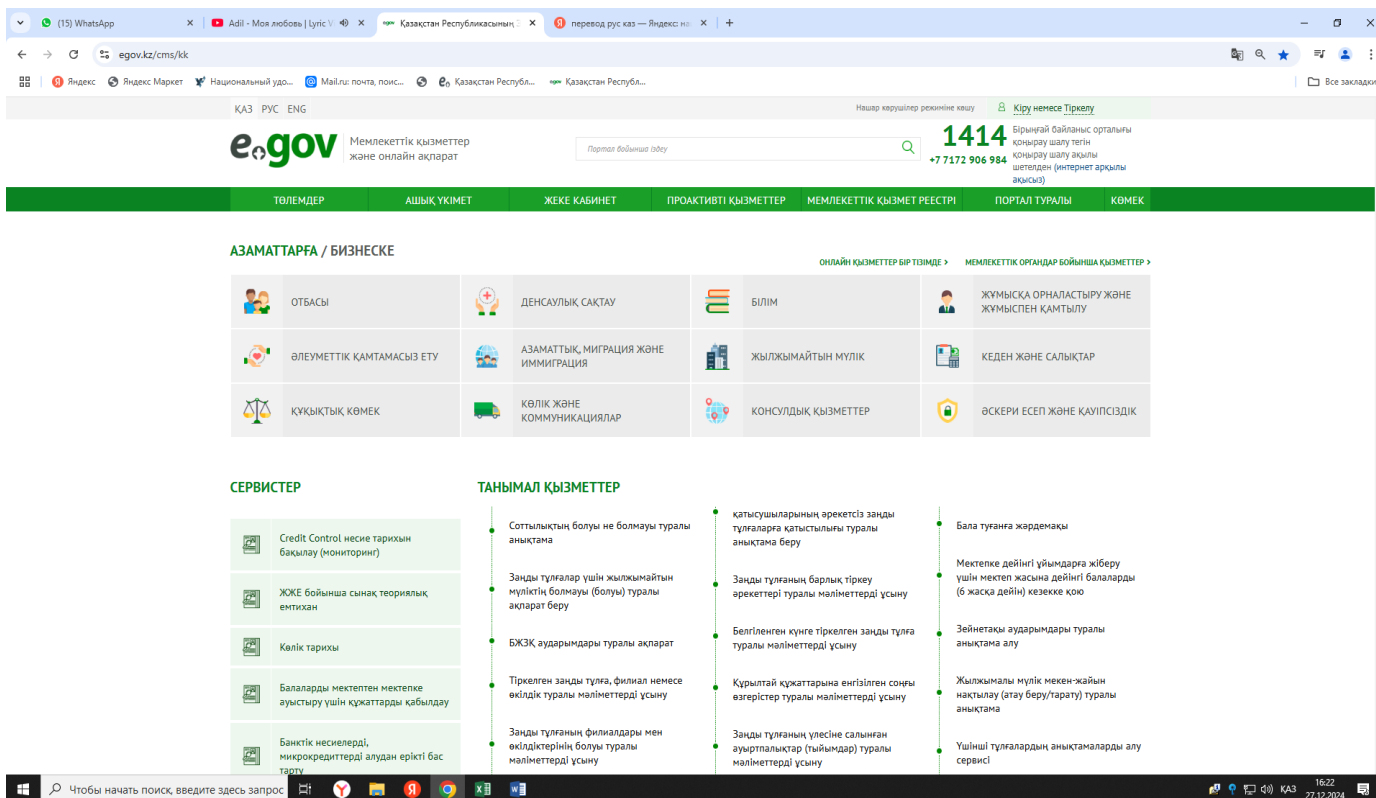 (15) WhatsApp
Adil - Моя любовь | Lyric V
Қазақстан Республикасының Э
перевод рус каз — Яндекс: на
egov.kz/cms/kk
Яндекс
Яндекс Маркет
Национальный удо...
Mail.ru: почта, поис...
Қазақстан Республ...
Қазақстан Республ...
Все закладки
ҚАЗ РУС ENG
Нашар көрушілер режиміне көшу
Кіру немесе Тіркелу
egov
Мемлекеттік қызметтер
және онлайн ақпарат
Портал бойынша іздеу
1414
+7 7172 906 984
Бірыңғай байланыс орталығы
қоңырау шалу тегін
қоңырау шалу ақылы
шетелден (интернет арқылы
ақысыз)
ТӨЛЕМДЕР
АШЫҚ ҮКІМЕТ
ЖЕКЕ КАБИНЕТ
ПРОАКТИВТІ ҚЫЗМЕТТЕР
МЕМЛЕКЕТТІК ҚЫЗМЕТ РЕЕСТРІ
ПОРТАЛ ТУРАЛЫ
КӨМЕК
АЗАМАТТАРҒА / БИЗНЕСКЕ
ОНЛАЙН ҚЫЗМЕТТЕР БІР ТІЗІМДЕ >
МЕМЛЕКЕТТІК ОРГАНДАР БОЙЫНША ҚЫЗМЕТТЕР >
ОТБАСЫ
ДЕНСАУЛЫҚ САҚТАУ
БІЛІМ
ЖҰМЫСҚА ОРНАЛАСТЫРУ ЖӘНЕ
ЖҰМЫСПЕН ҚАМТЫЛУ
ӘЛЕУМЕТТІК ҚАМТАМАСЫЗ ЕТУ
АЗАМАТТЫҚ, МИГРАЦИЯ ЖӘНЕ
ИММИГРАЦИЯ
ЖЫЛЖЫМАЙТЫН МҮЛІК
КЕДЕН ЖӘНЕ САЛЫҚТАР
ҚҰҚЫҚТЫҚ КӨМЕК
КӨЛІК ЖӘНЕ
КОММУНИКАЦИЯЛАР
КОНСУЛДЫҚ ҚЫЗМЕТТЕР
ӘСКЕРИ ЕСЕП ЖӘНЕ ҚАУІПСІЗДІК
СЕРВИСТЕР
Credit Control несие тарихын
бақылау (мониторинг)
ЖЖЕ бойынша сынақ теориялық
емтихан
Көлік тарихы
Балаларды мектептен мектепке
ауыстыру үшін құжаттарды қабылдау
Банктік несиелерді,
микрокредиттерді алудан ерікті бас
тарту
ТАНЫМАЛ ҚЫЗМЕТТЕР
Соттылықтың болуы не болмауы туралы
анықтама
Заңды тұлғалар үшін жылжымайтын
мүліктің болмауы (болуы) туралы
ақпарат беру
БЖЗҚ аударымдары туралы ақпарат
Тіркелген заңды тұлға, филиал немесе
өкілдік туралы мәліметтерді ұсыну
Заңды тұлғаның филиалдары мен
өкілдіктерінің болуы туралы
мәліметтерді ұсыну
қатысушыларының әрекетсіз заңды
тұлғаларға қатыстылығы туралы
анықтама беру
Заңды тұлғаның барлық тіркеу
әрекеттері туралы мәліметтерді ұсыну
Белгіленген күнге тіркелген заңды тұлға
туралы мәліметтерді ұсыну
Құрылтай құжаттарына енгізілген соңғы
өзгерістер туралы мәліметтерді ұсыну
Заңды тұлғаның үлесіне салынған
ауыртпалықтар (тыйымдар) туралы
мәліметтерді ұсыну
Бала туғанға жәрдемақы
Мектепке дейінгі ұйымдарға жіберу
үшін мектеп жасына дейінгі балаларды
(6 жасқа дейін) кезекке қою
Зейнетақы аударымдары туралы
анықтама алу
Жылжымалы мүлік мекен-жайын
нақтылау (атау беру/тарату) туралы
анықтама
Үшінші тұлғалардың анықтамаларды алу
сервисі
Чтобы начать поиск, введите здесь запрос
ҚАЗ
16:22
27.12.2024